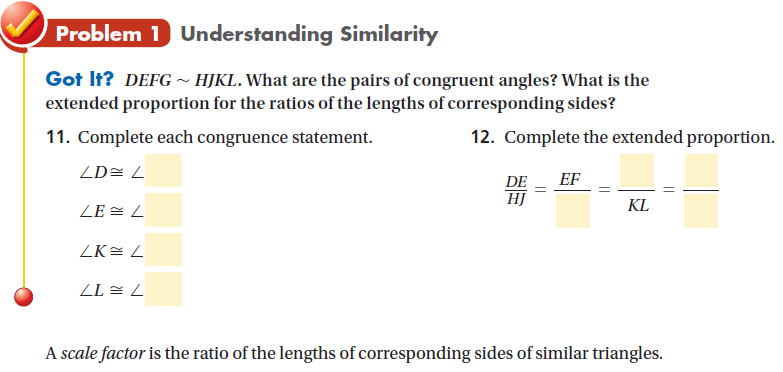 Problem 1 Understanding Similarity
Got It? DEFG ~ HJKL. What are the pairs of congruent angles? What is the
extended proportion for the ratios of the lengths of corresponding sides?
11. Complete each congruence statement.
∠D ≅ ∠
∠E ≅ ∠
∠K ≅ ∠
∠L ≅ ∠
12. Complete the extended proportion.
DE/HJ = EF/ = /KL =
A scale factor is the ratio of the lengths of corresponding sides of similar triangles.